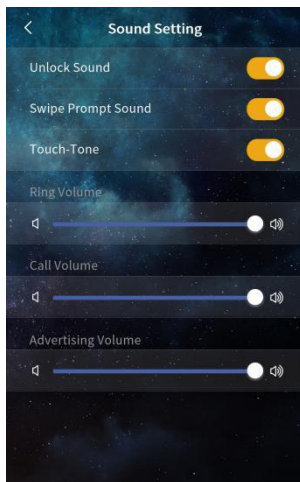 Sound Setting
Unlock Sound
Swipe Prompt Sound
Touch-Tone
Ring Volume
Call Volume
Advertising Volume